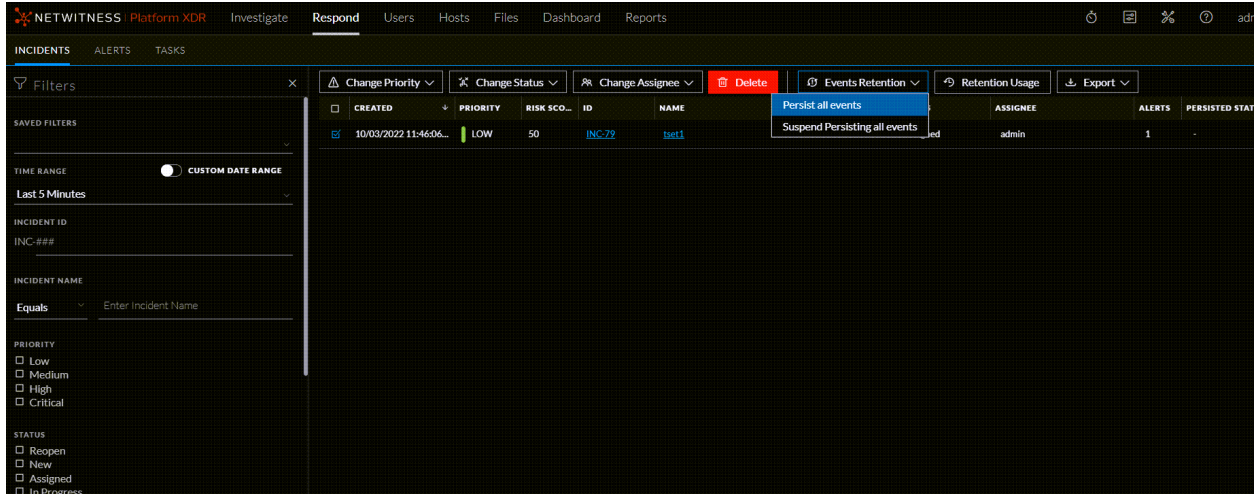 NETWITNESS Platform XDR Investigate Respond Users Hosts Files Dashboard Reports adn
INCIDENTS ALERTS TASKS
Filters
Change Priority Change Status Change Assignee Delete Events Retention Retention Usage Export
Persist all events
Suspend Persisting all events
CREATED PRIORITY RISK SCO... ID NAME ASSIGNEE ALERTS PERSISTED STAT
10/03/2022 11:46:06... LOW 50 INC-79 tset1 ned admin 1 -
SAVED FILTERS
TIME RANGE CUSTOM DATE RANGE
Last 5 Minutes
INCIDENT ID
INC-###
INCIDENT NAME
Equals Enter Incident Name
PRIORITY
Low
Medium
High
Critical
STATUS
Reopen
New
Assigned
In Progress